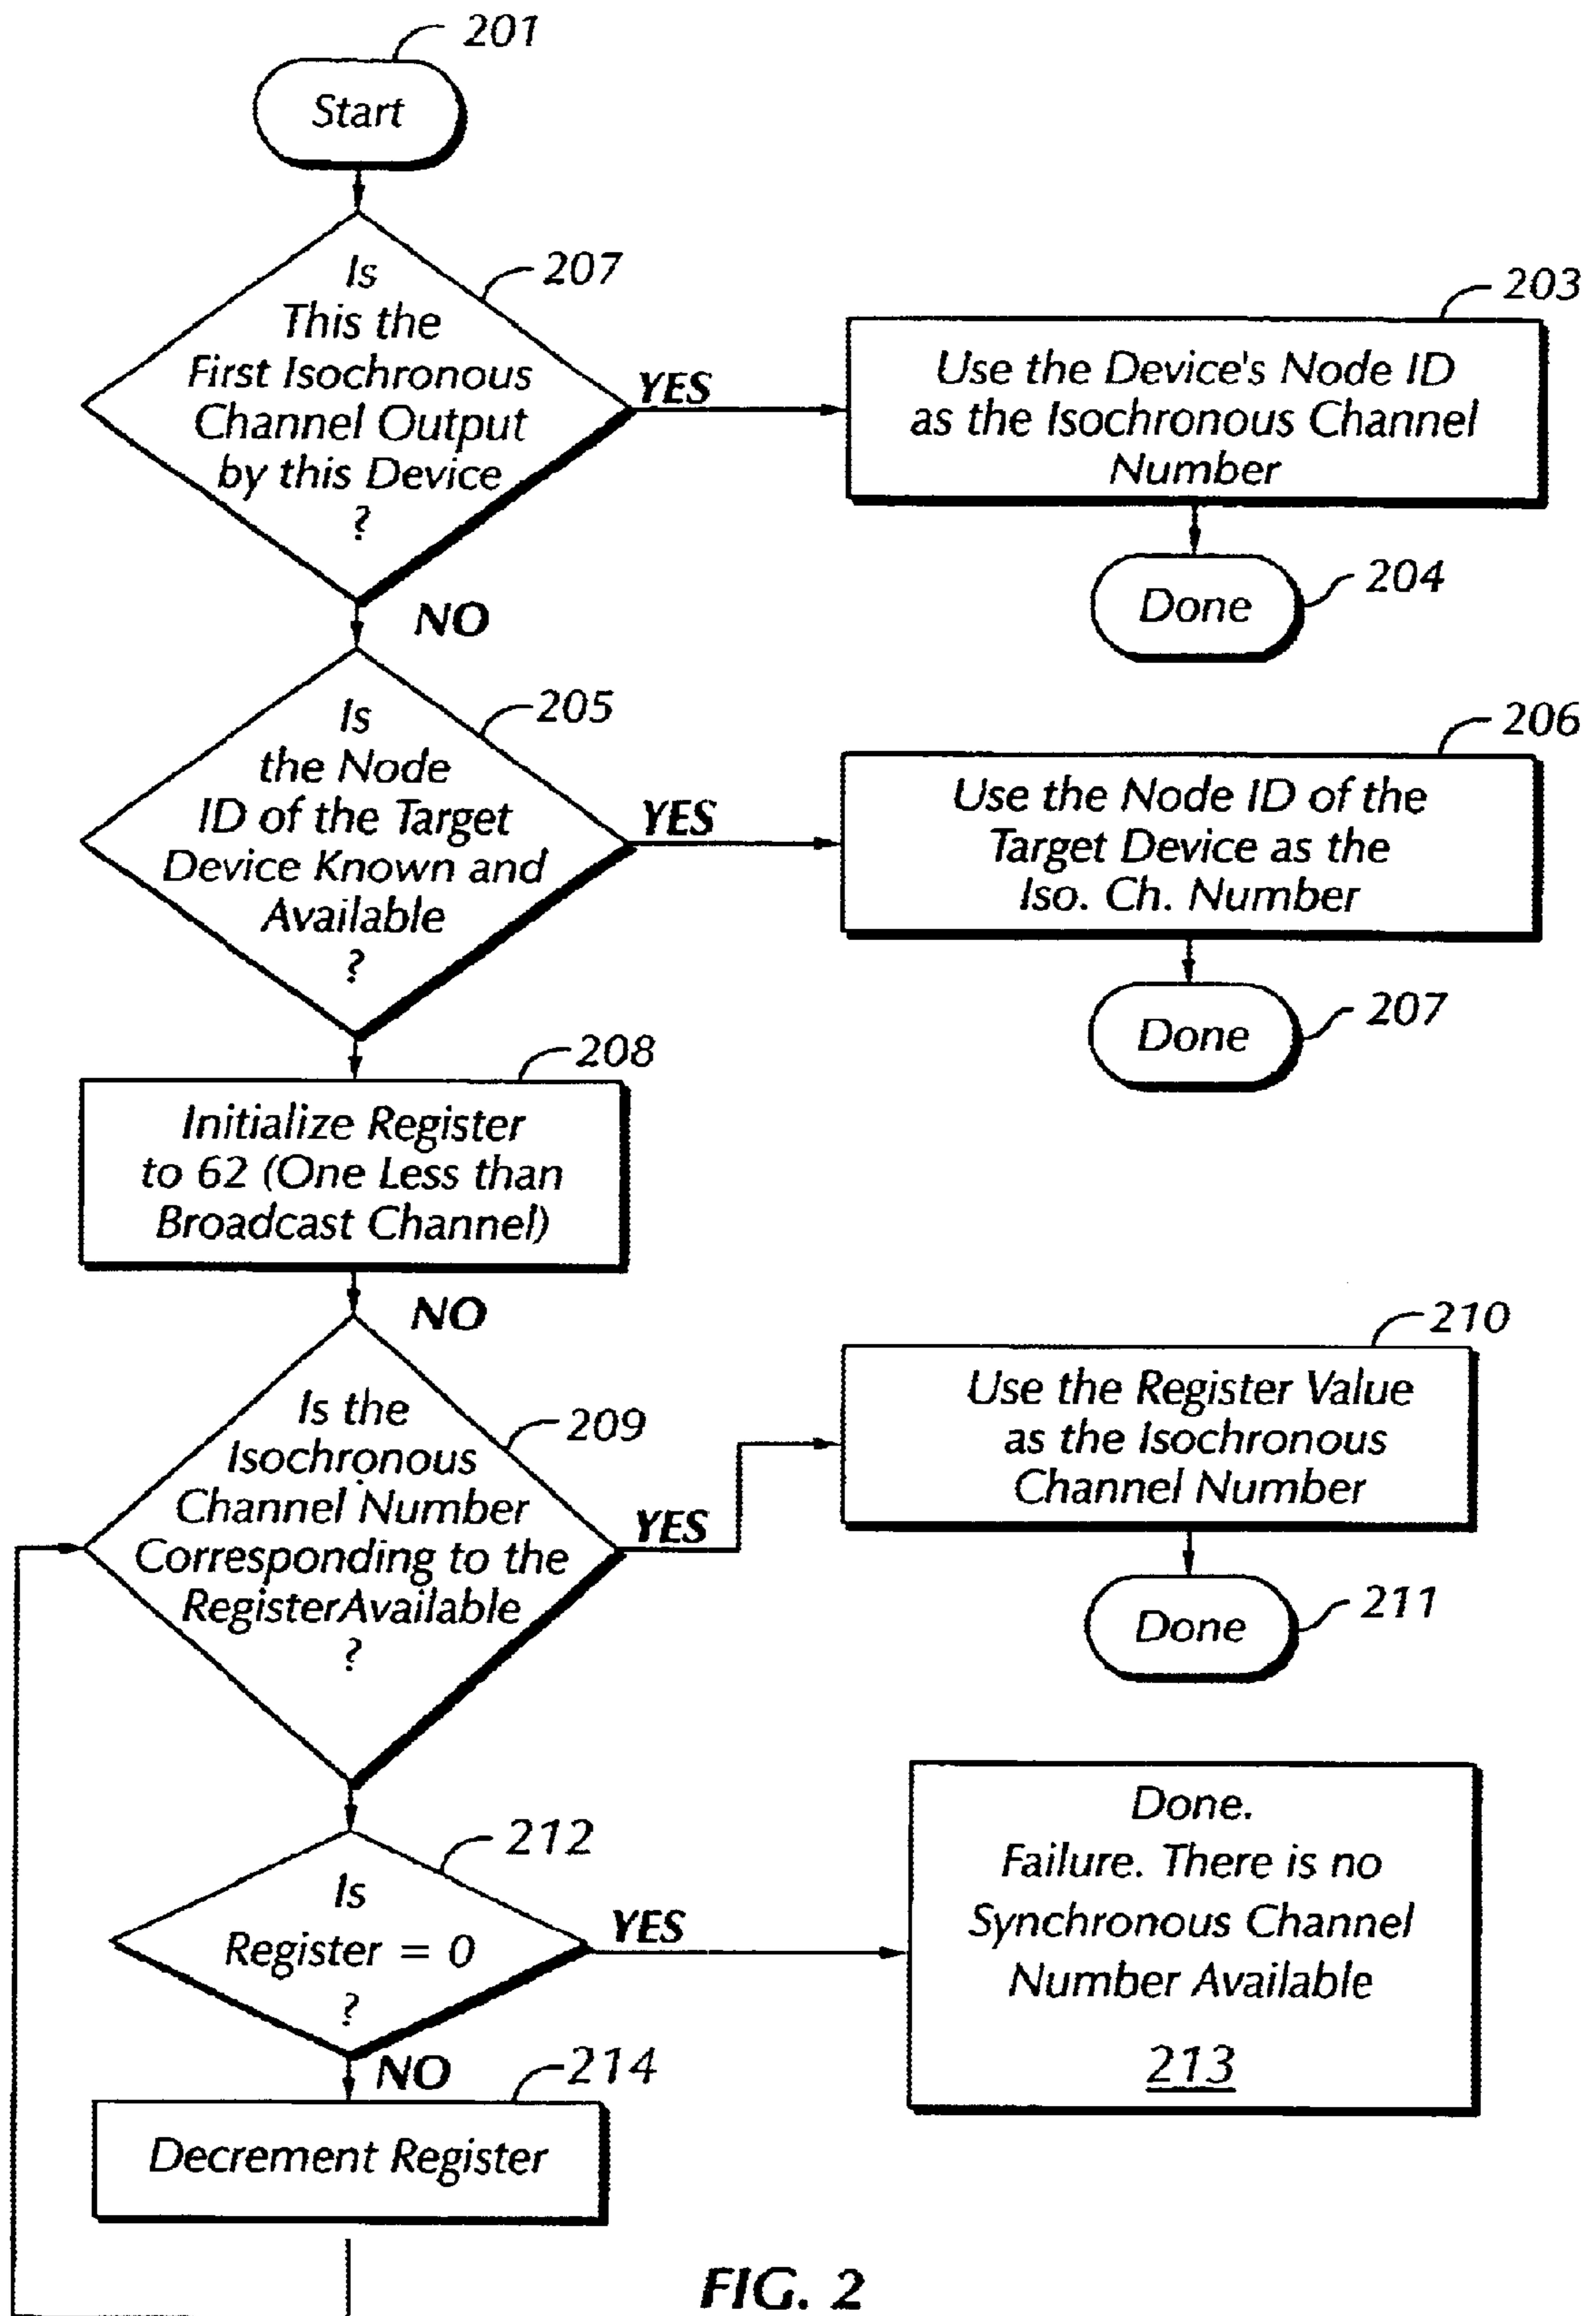 201
Start
207
Is
This the
First Isochronous
Channel Output
by this Device
?
YES
203
Use the Device's Node ID
as the Isochronous Channel
Number
Done
204
NO
205
Is
the Node
ID of the Target
Device Known and
Available
?
YES
206
Use the Node ID of the
Target Device as the
Iso. Ch. Number
Done
207
208
Initialize Register
to 62 (One Less than
Broadcast Channel)
NO
209
Is the
Isochronous
Channel Number
Corresponding to the
RegisterAvailable
?
YES
210
Use the Register Value
as the Isochronous
Channel Number
Done
211
212
Is
Register = 0
?
YES
Done.
Failure. There is no
Synchronous Channel
Number Available
213
NO
214
Decrement Register
FIG. 2